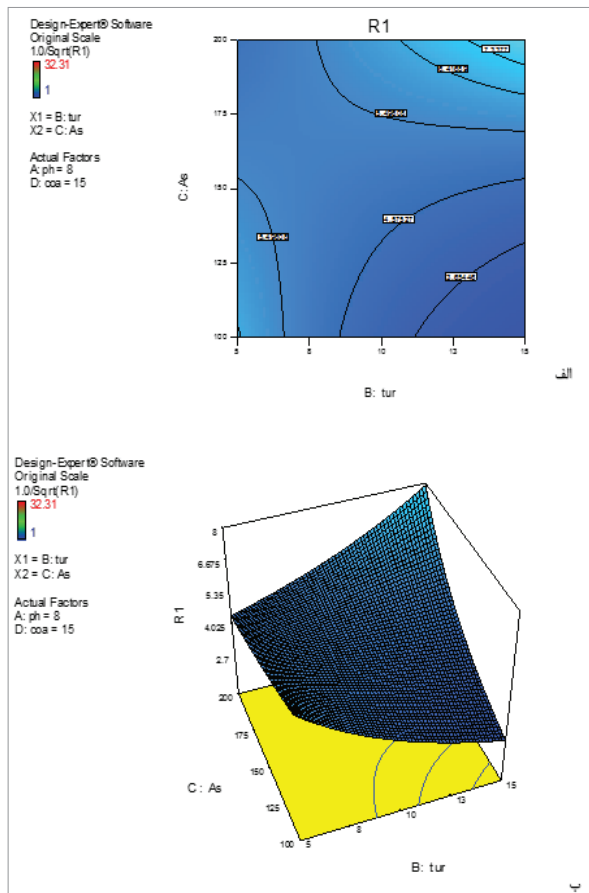 Design-Expert® Software
Original Scale
1.0/Sqrt(R1)
32.31
1
X1 = B: tur
X2 = C: As
Actual Factors
A: ph = 8
D: coa = 15
R1
200
175
150
125
100
C: As
5
8
10
13
15
B: tur
الف
Design-Expert® Software
Original Scale
1.0/Sqrt(R1)
32.31
1
X1 = B: tur
X2 = C: As
Actual Factors
A: ph = 8
D: coa = 15
8
6.675
5.35
4.025
2.7
R1
200
175
150
125
100
C: As
5
8
10
13
15
B: tur
ب